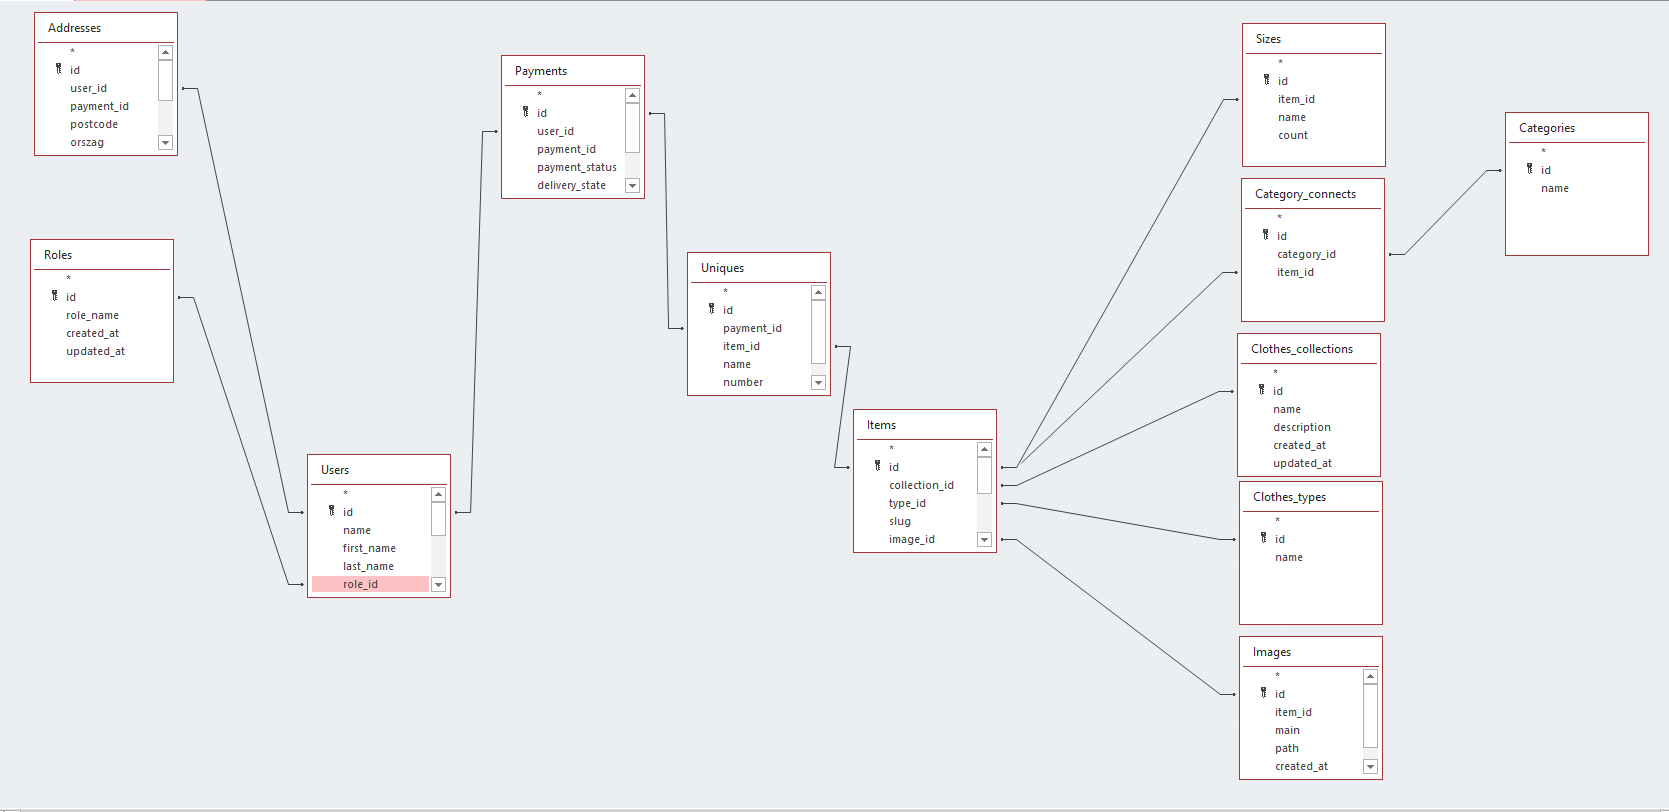 Addresses
*
id
user_id
payment_id
postcode
orszag
Roles
*
id
role_name
created_at
updated_at
Users
*
id
name
first_name
last_name
role_id
Payments
*
id
user_id
payment_id
payment_status
delivery_state
Uniques
*
id
payment_id
item_id
name
number
Items
*
id
collection_id
type_id
slug
image_id
Sizes
*
id
item_id
name
count
Category_connects
*
id
category_id
item_id
Clothes_collections
*
id
name
description
created_at
updated_at
Clothes_types
*
id
name
Images
*
id
item_id
main
path
created_at
Categories
*
id
name